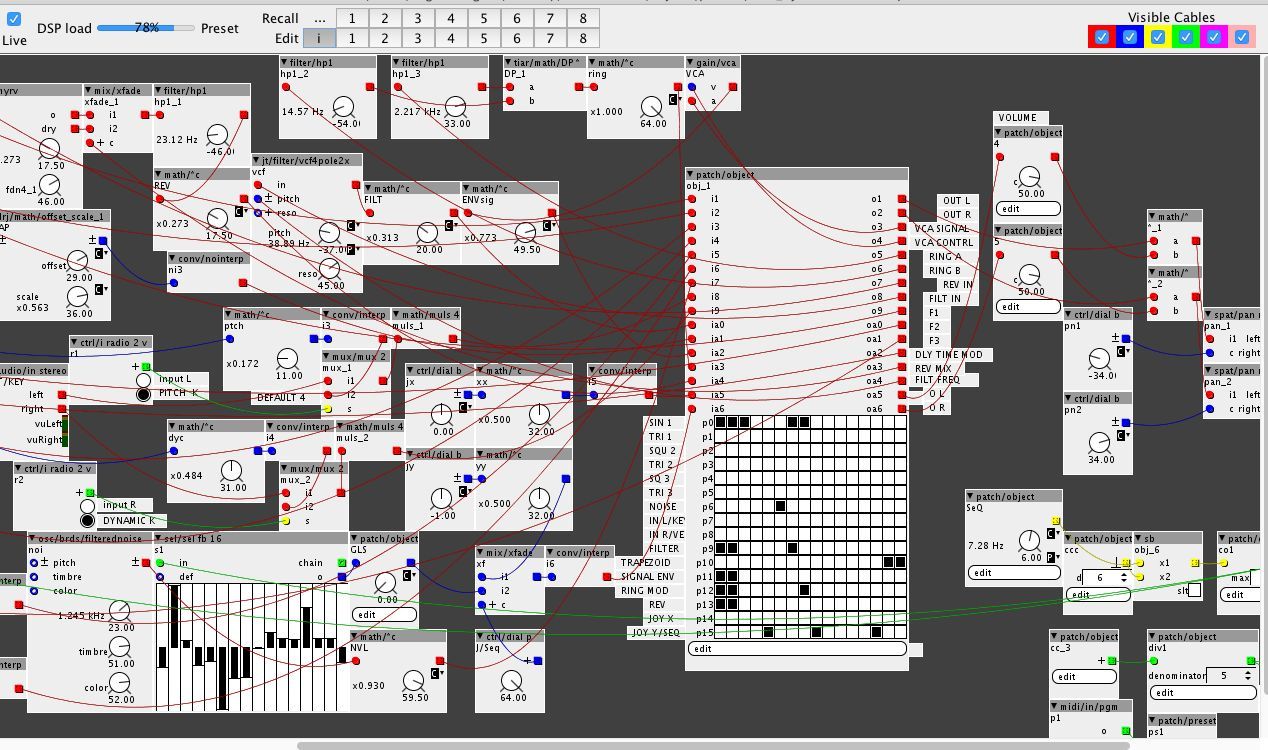 Live
DSP load 78% Preset
Recall ... 1 2 3 4 5 6 7 8
Edit i 1 2 3 4 5 6 7 8
Visible Cables
filter/hp1
hp1_2
14.57 Hz
-54.0
filter/hp1
hp1_3
2.217 kHz
33.00
tiar/math/DP*
DP_1
a
b
math/*c
ring
x1.000
64.00
gain/vca
VCA
v
a
o
dry
.273
17.50
fdn4_1
46.00
mix/xfade
xfade_1
i1
i2
+ c
filter/hp1
hp1_1
23.12 Hz
-46.0
math/*c
REV
x0.273
17.50
jt/filter/vcf4pole2x
vcf
in
pitch
reso
pitch
38.89 Hz
-37.0
reso
45.00
math/*c
FILT
x0.313
20.00
math/*c
ENVsig
x0.773
49.50
drj/math/offset_scale_1
offset
29.00
scale
x0.563
36.00
conv/nointerp
ni3
math/*c
ptch
x0.172
11.00
conv/interp
i3
math/muls 4
muls_1
mux/mux 2
mux_1
i1
i2
s
DEFAULT 4
ctrl/i radio 2 v
r1
input L
PITCH K
audio/in stereo
/KEY
left
right
vuLeft
vuRight
math/*c
dyc
x0.484
31.00
conv/interp
i4
math/muls 4
muls_2
mux/mux 2
mux_2
i1
i2
s
ctrl/i radio 2 v
r2
input R
DYNAMIC K
ctrl/dial b
jx
0.00
math/*c
xx
x0.500
32.00
conv/interp
i5
ctrl/dial b
jy
-1.00
math/*c
yy
x0.500
32.00
osc/brds/filterednoise
noi
pitch
timbre
color
1.245 kHz
23.00
timbre
51.00
color
52.00
sel/sel fb 16
s1
in
def
chain
o
patch/object
GLS
0.00
edit
math/*c
NVL
x0.930
59.50
mix/xfade
xf
i1
i2
+ c
conv/interp
i6
ctrl/dial p
J/Seq
64.00
patch/object
obj_1
i1 o1
i2 o2
i3 o3
i4 o4
i5 o5
i6 o6
i7 o7
i8 o8
i9 o9
ia0 oa0
ia1 oa1
ia2 oa2
ia3 oa3
ia4 oa4
ia5 oa5
ia6 oa6
OUT L
OUT R
VCA SIGNAL
VCA CONTRL
RING A
RING B
REV IN
FILT IN
F1
F2
F3
DLY TIME MOD
REV MIX
FILT FREQ
O L
O R
SIN 1 p0
TRI 1 p1
SQU 2 p2
TRI 2 p3
SQ 3 p4
TRI 3 p5
NOISE p6
IN L/KEY p7
IN R/VE p8
FILTER p9
TRAPEZOID p10
SIGNAL ENV p11
RING MOD p12
REV p13
JOY X p14
JOY Y/SEQ p15
edit
VOLUME
patch/object
4
50.00
edit
patch/object
5
50.00
edit
math/*
*_1
a
b
math/*
*_2
a
b
ctrl/dial b
pn1
-34.0
ctrl/dial b
pn2
34.00
spat/pan
pan_1
i1 left
c right
spat/pan
pan_2
i1 left
c right
patch/object
SeQ
7.28 Hz
6.00
edit
patch/object
ccc
d 6
edit
sb
obj_6
x1
x2
slt
patch/
co1
max
edit
patch/object
cc_3
edit
patch/object
div1
denominator 5
edit
midi/in/pgm
p1
o
patch/preset
ps1